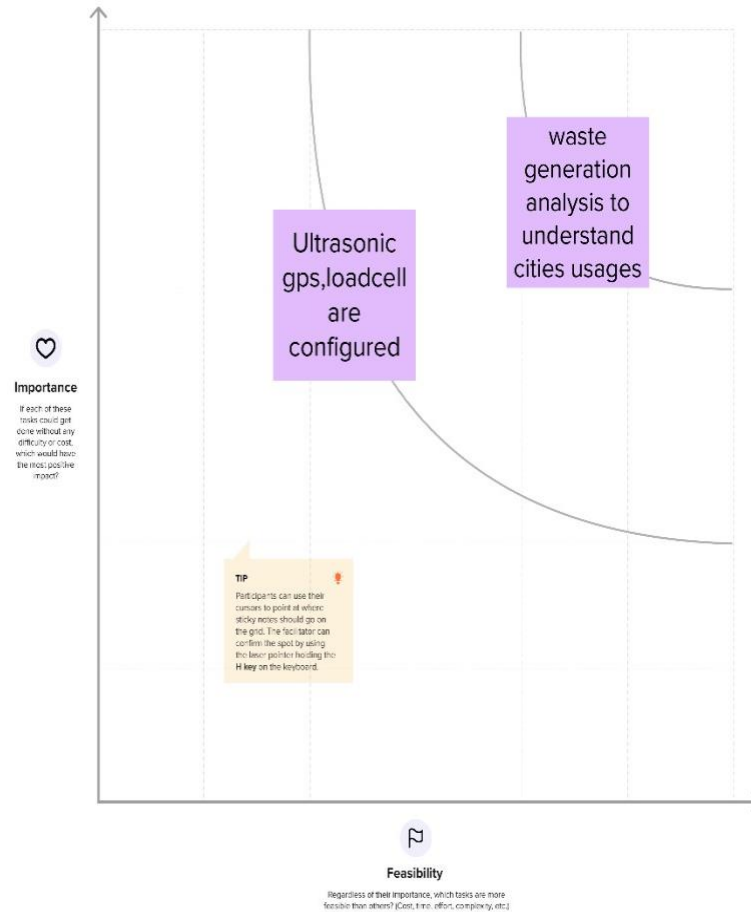 waste
generation
analysis to
understand
cities usages
Ultrasonic
gps,loadcell
are
configured
Importance
If each of these
tasks could get
done without any
difficulty or cost,
which would have
the most positive
impact?
TIP
Participants can use their
cursors to point at where
sticky notes should go on
the grid. The facilitator can
confirm the spot by using
the laser pointer holding the
H key on the keyboard.
Feasibility
Regardless of their importance, which tasks are more
feasible than others? (Cost, time, effort, complexity, etc.)